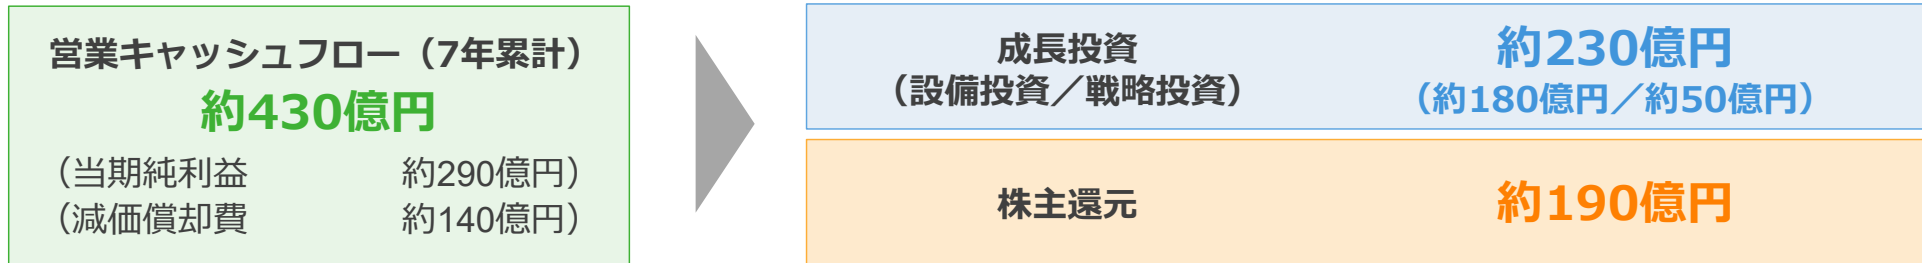 営業キャッシュフロー（7年累計）
約430億円
（当期純利益 約290億円）
（減価償却費 約140億円）
成長投資
（設備投資／戦略投資）
約230億円
（約180億円／約50億円）
株主還元
約190億円